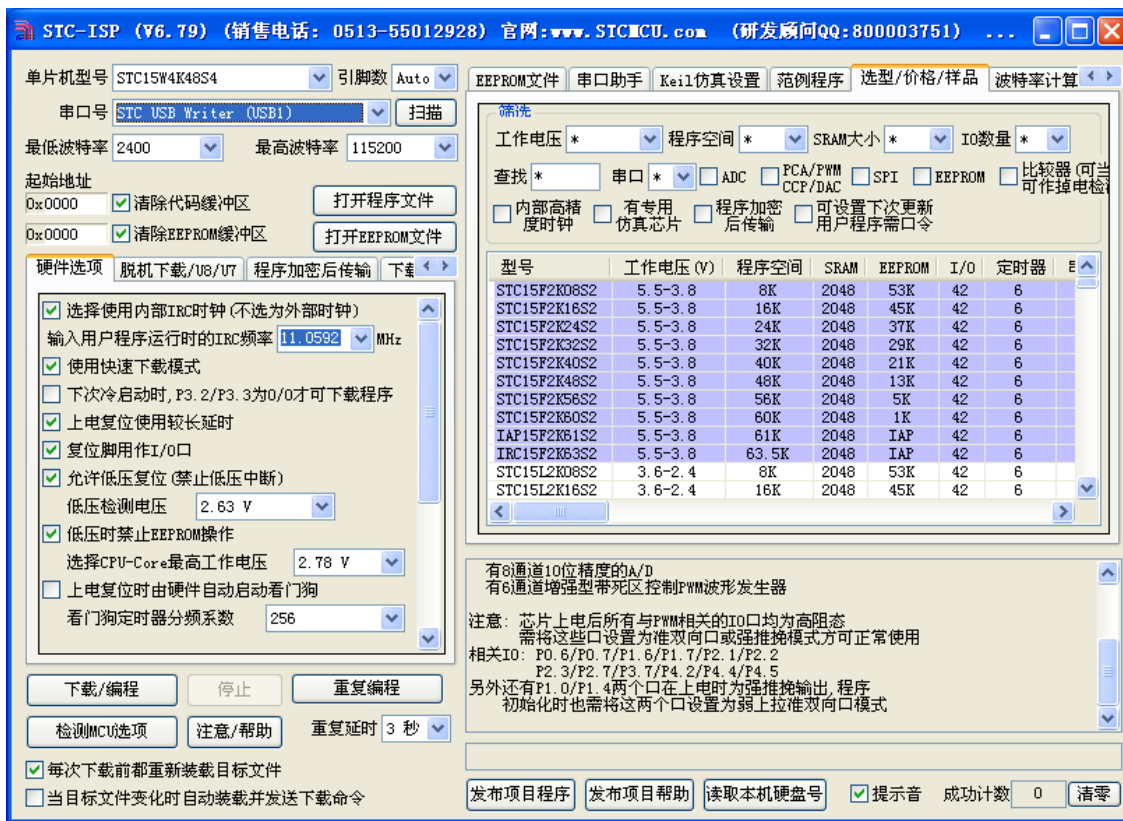 STC-ISP (V6.79) (销售电话: 0513-55012928) 官网:www.STCMCU.com (研发顾问QQ:800003751) ...
单片机型号 STC15W4K48S4 引脚数 Auto
串口号 STC USB Writer (USB1) 扫描
最低波特率 2400 最高波特率 115200
起始地址
0x0000 清除代码缓冲区 打开程序文件
0x0000 清除EEPROM缓冲区 打开EEPROM文件
硬件选项 脱机下载/U8/U7 程序加密后传输
选择使用内部IRC时钟(不选为外部时钟)
输入用户程序运行时的IRC频率 11.0592 MHz
使用快速下载模式
下次冷启动时,P3.2/P3.3为0/0才可下载程序
上电复位使用较长延时
复位脚用作I/O口
允许低压复位(禁止低压中断)
低压检测电压 2.63 V
低压时禁止EEPROM操作
选择CPU-Core最高工作电压 2.78 V
上电复位时由硬件自动启动看门狗
看门狗定时器分频系数 256
下载/编程 停止 重复编程
检测MCU选项 注意/帮助 重复延时 3 秒
每次下载前都重新装载目标文件
当目标文件变化时自动装载并发送下载命令
EEPROM文件 串口助手 Keil仿真设置 范例程序 选型/价格/样品 波特率计算
筛选
工作电压 * 程序空间 * SRAM大小 * IO数量 *
查找 * 串口 * ADC PCA/PWM CCP/DAC SPI EEPROM 比较器(可当 可作掉电检
内部高精度时钟 有专用仿真芯片 程序加密后传输 可设置下次更新用户程序需口令
型号 工作电压(V) 程序空间 SRAM EEPROM I/O 定时器
STC15F2K08S2 5.5-3.8 8K 2048 53K 42 6
STC15F2K16S2 5.5-3.8 16K 2048 45K 42 6
STC15F2K24S2 5.5-3.8 24K 2048 37K 42 6
STC15F2K32S2 5.5-3.8 32K 2048 29K 42 6
STC15F2K40S2 5.5-3.8 40K 2048 21K 42 6
STC15F2K48S2 5.5-3.8 48K 2048 13K 42 6
STC15F2K56S2 5.5-3.8 56K 2048 5K 42 6
STC15F2K60S2 5.5-3.8 60K 2048 1K 42 6
IAP15F2K61S2 5.5-3.8 61K 2048 IAP 42 6
IRC15F2K63S2 5.5-3.8 63.5K 2048 IAP 42 6
STC15L2K08S2 3.6-2.4 8K 2048 53K 42 6
STC15L2K16S2 3.6-2.4 16K 2048 45K 42 6
有8通道10位精度的A/D
有6通道增强型带死区控制PWM波形发生器
注意: 芯片上电后所有与PWM相关的IO口均为高阻态
需将这些口设置为准双向口或强推挽模式方可正常使用
相关IO: P0.6/P0.7/P1.6/P1.7/P2.1/P2.2
P2.3/P2.7/P3.7/P4.2/P4.4/P4.5
另外还有P1.0/P1.4两个口在上电时为强推挽输出,程序
初始化时也需将这两个口设置为弱上拉准双向口模式
发布项目程序 发布项目帮助 读取本机硬盘号 提示音 成功计数 0 清零